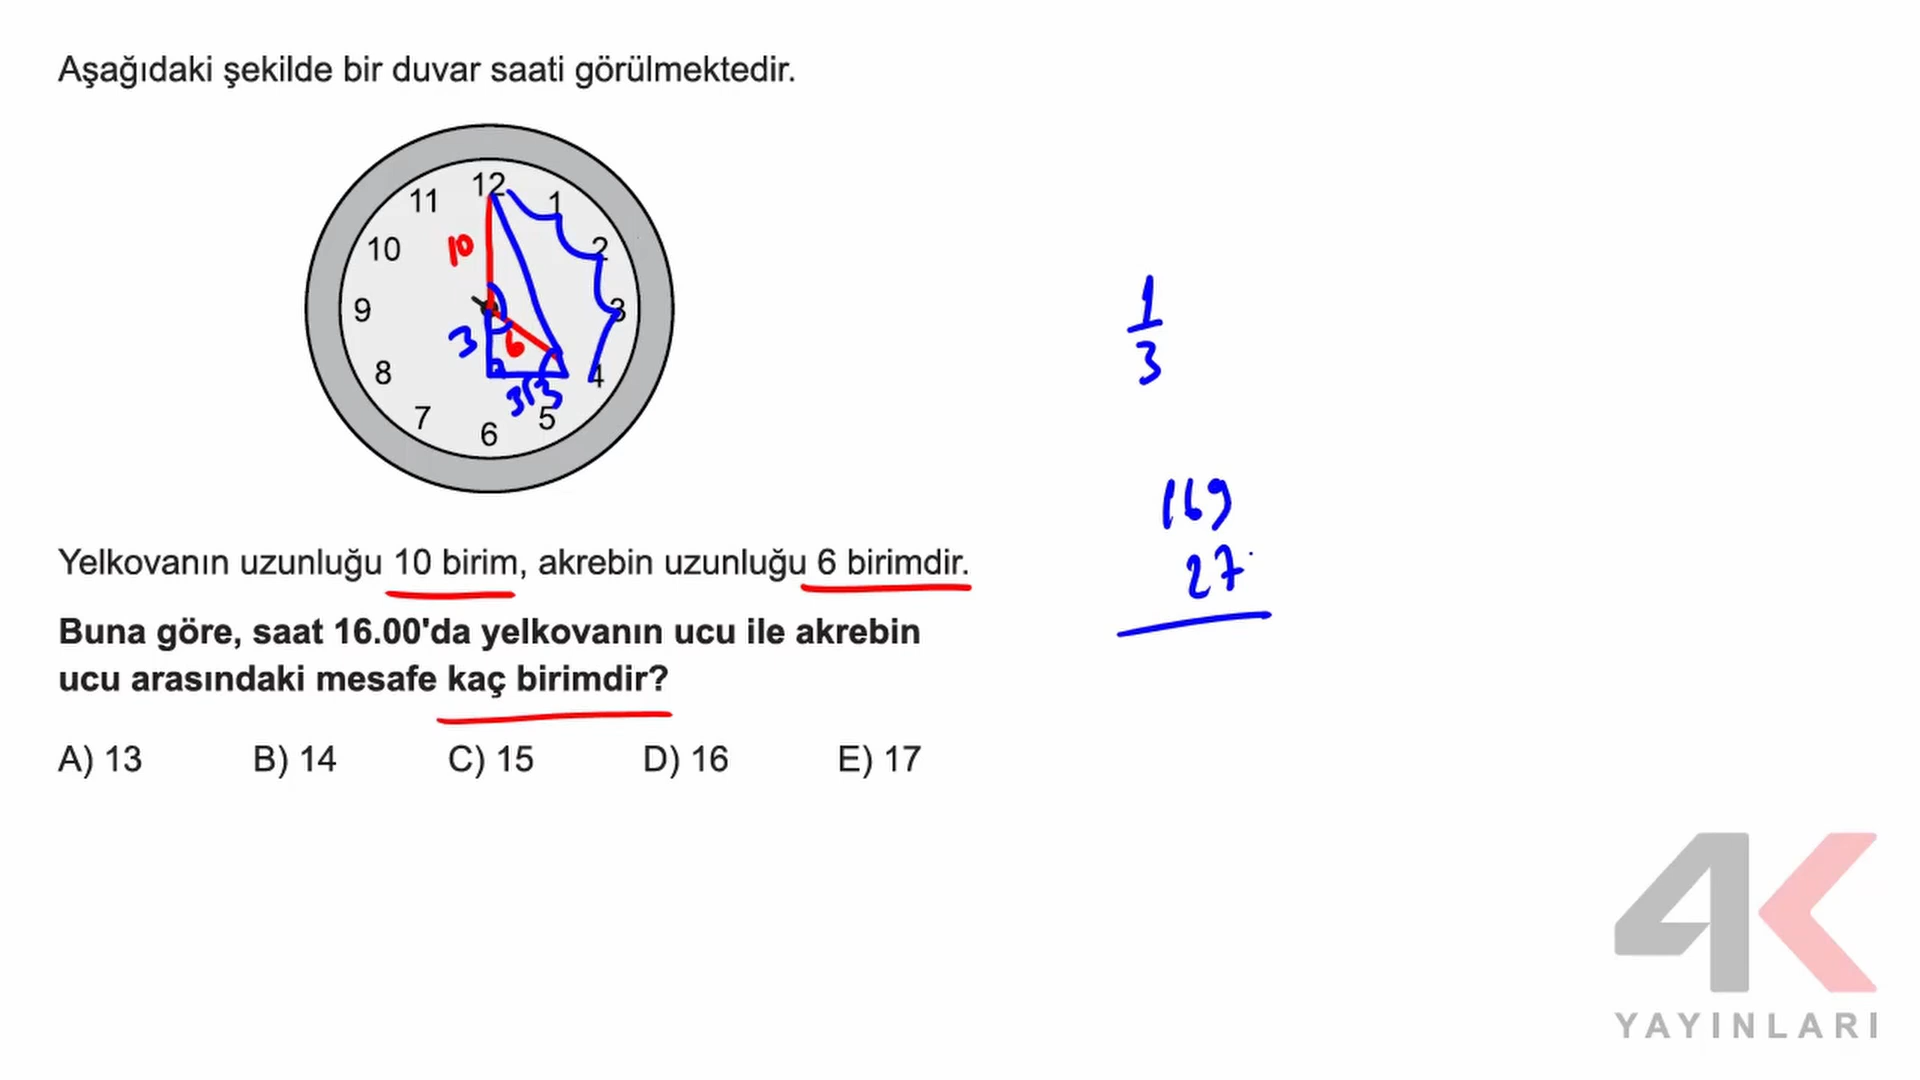 Aşağıdaki şekilde bir duvar saati görülmektedir.
12
11
1
10
10
2
9
3
3
6
8
4
3√3
7
5
6
1
3
169
27
Yelkovanın uzunluğu 10 birim, akrebin uzunluğu 6 birimdir.
Buna göre, saat 16.00'da yelkovanın ucu ile akrebin
ucu arasındaki mesafe kaç birimdir?
A) 13 B) 14 C) 15 D) 16 E) 17
4K
YAYINLARI